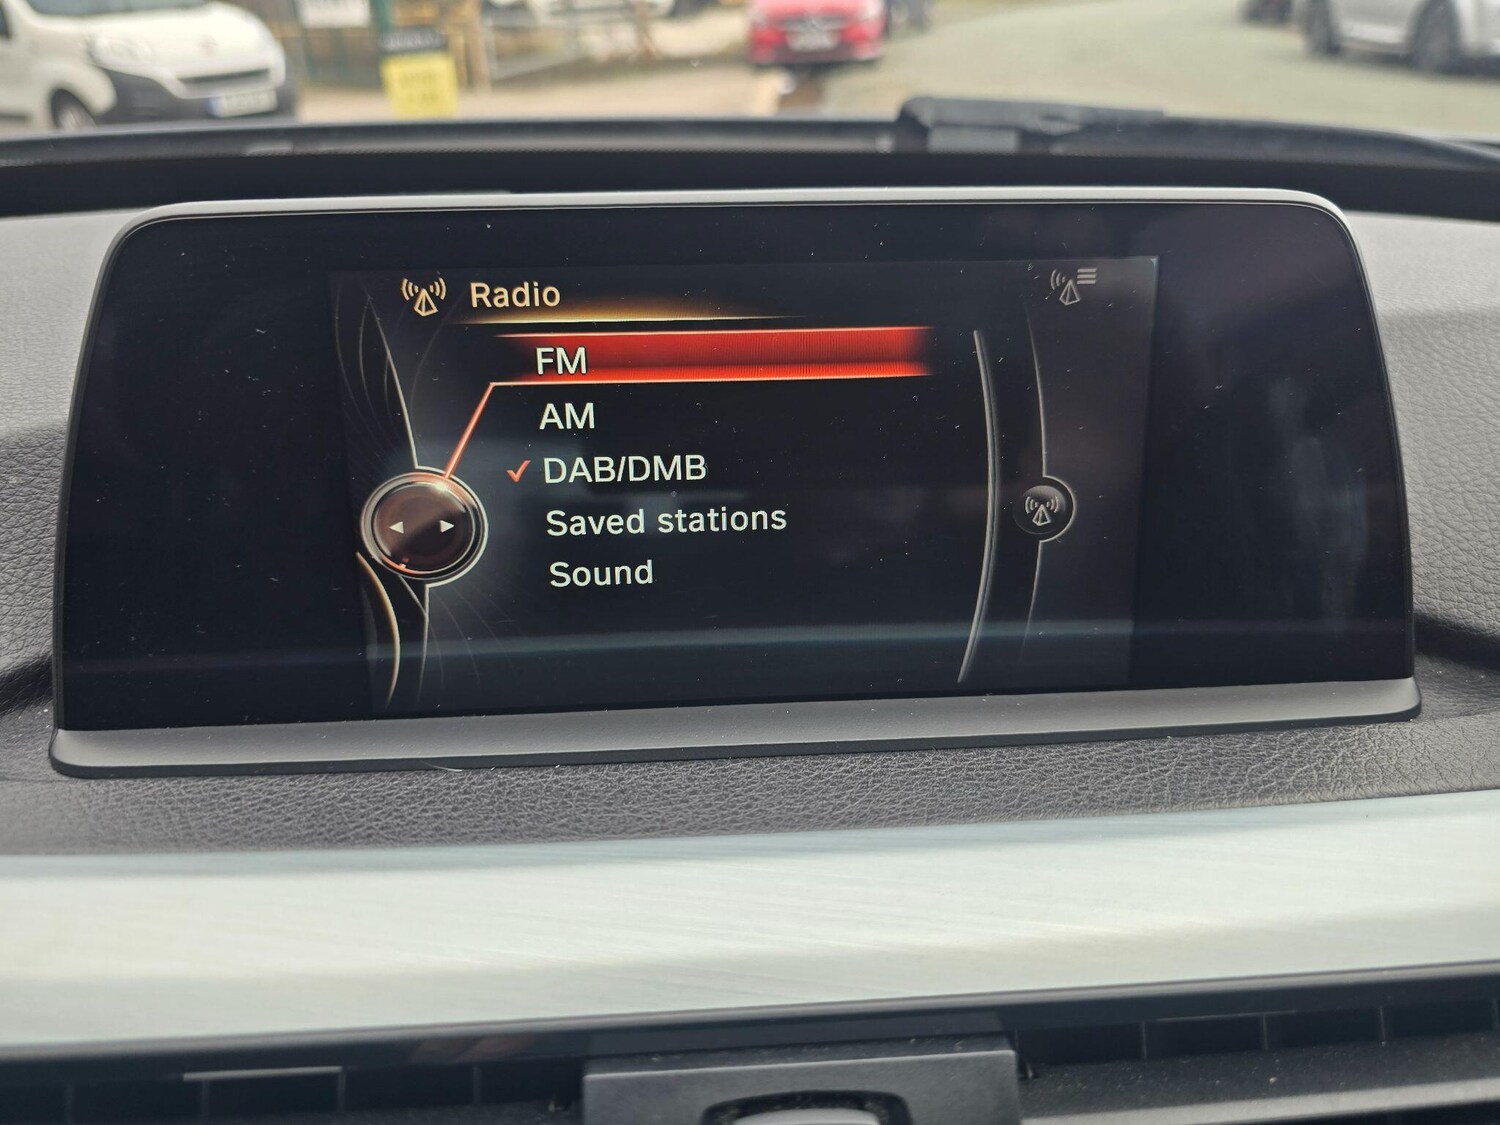 Radio
FM
AM
DAB/DMB
Saved stations
Sound